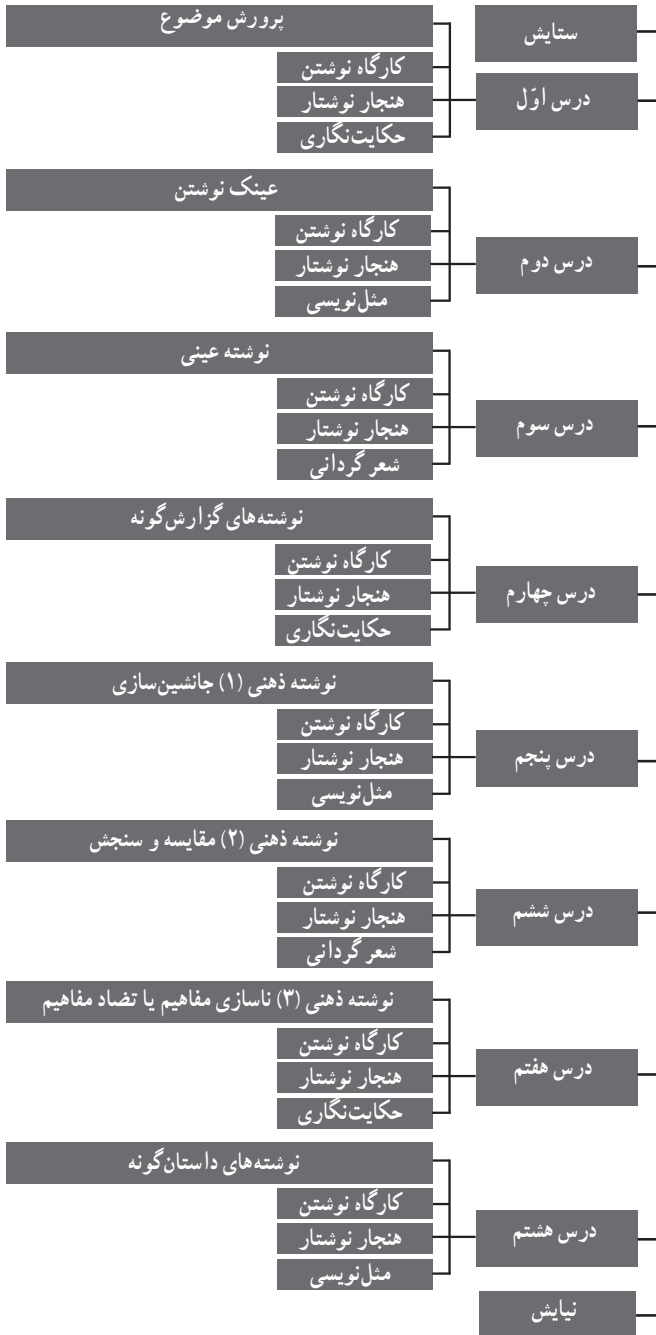 ستایش
درس اوّل
پرورش موضوع
کارگاه نوشتن
هنجار نوشتار
حکایت‌نگاری
درس دوم
عینک نوشتن
کارگاه نوشتن
هنجار نوشتار
مثل‌نویسی
درس سوم
نوشته عینی
کارگاه نوشتن
هنجار نوشتار
شعر گردانی
درس چهارم
نوشته‌های گزارش‌گونه
کارگاه نوشتن
هنجار نوشتار
حکایت‌نگاری
درس پنجم
نوشته ذهنی (۱) جانشین‌سازی
کارگاه نوشتن
هنجار نوشتار
مثل‌نویسی
درس ششم
نوشته ذهنی (۲) مقایسه و سنجش
کارگاه نوشتن
هنجار نوشتار
شعر گردانی
درس هفتم
نوشته ذهنی (۳) ناسازی مفاهیم یا تضاد مفاهیم
کارگاه نوشتن
هنجار نوشتار
حکایت‌نگاری
درس هشتم
نوشته‌های داستان‌گونه
کارگاه نوشتن
هنجار نوشتار
مثل‌نویسی
نیایش